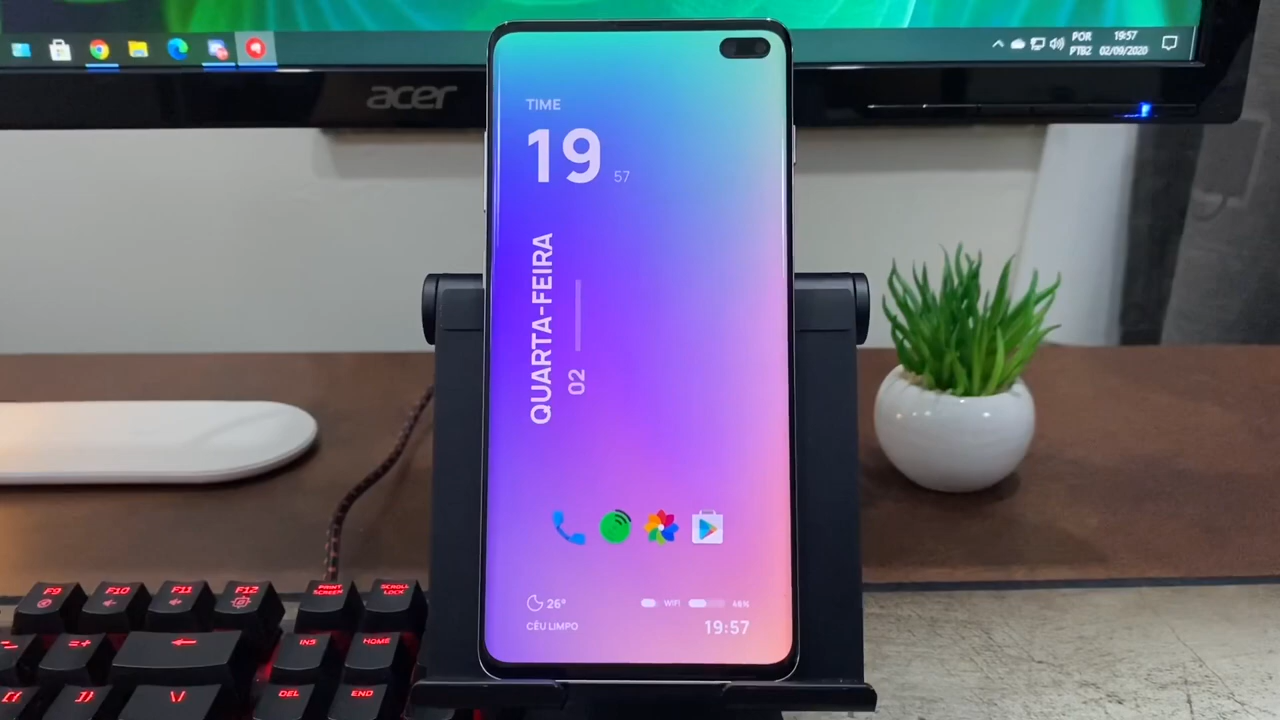 POR
PTB2
19:57
02/09/2020
acer
TIME
19
57
QUARTA-FEIRA
02
26°
CÉU LIMPO
WIFI
46%
19:57
F9
F10
F11
F12
PRINT
SCREEN
SCROLL
LOCK
INS
HOME
DEL
END